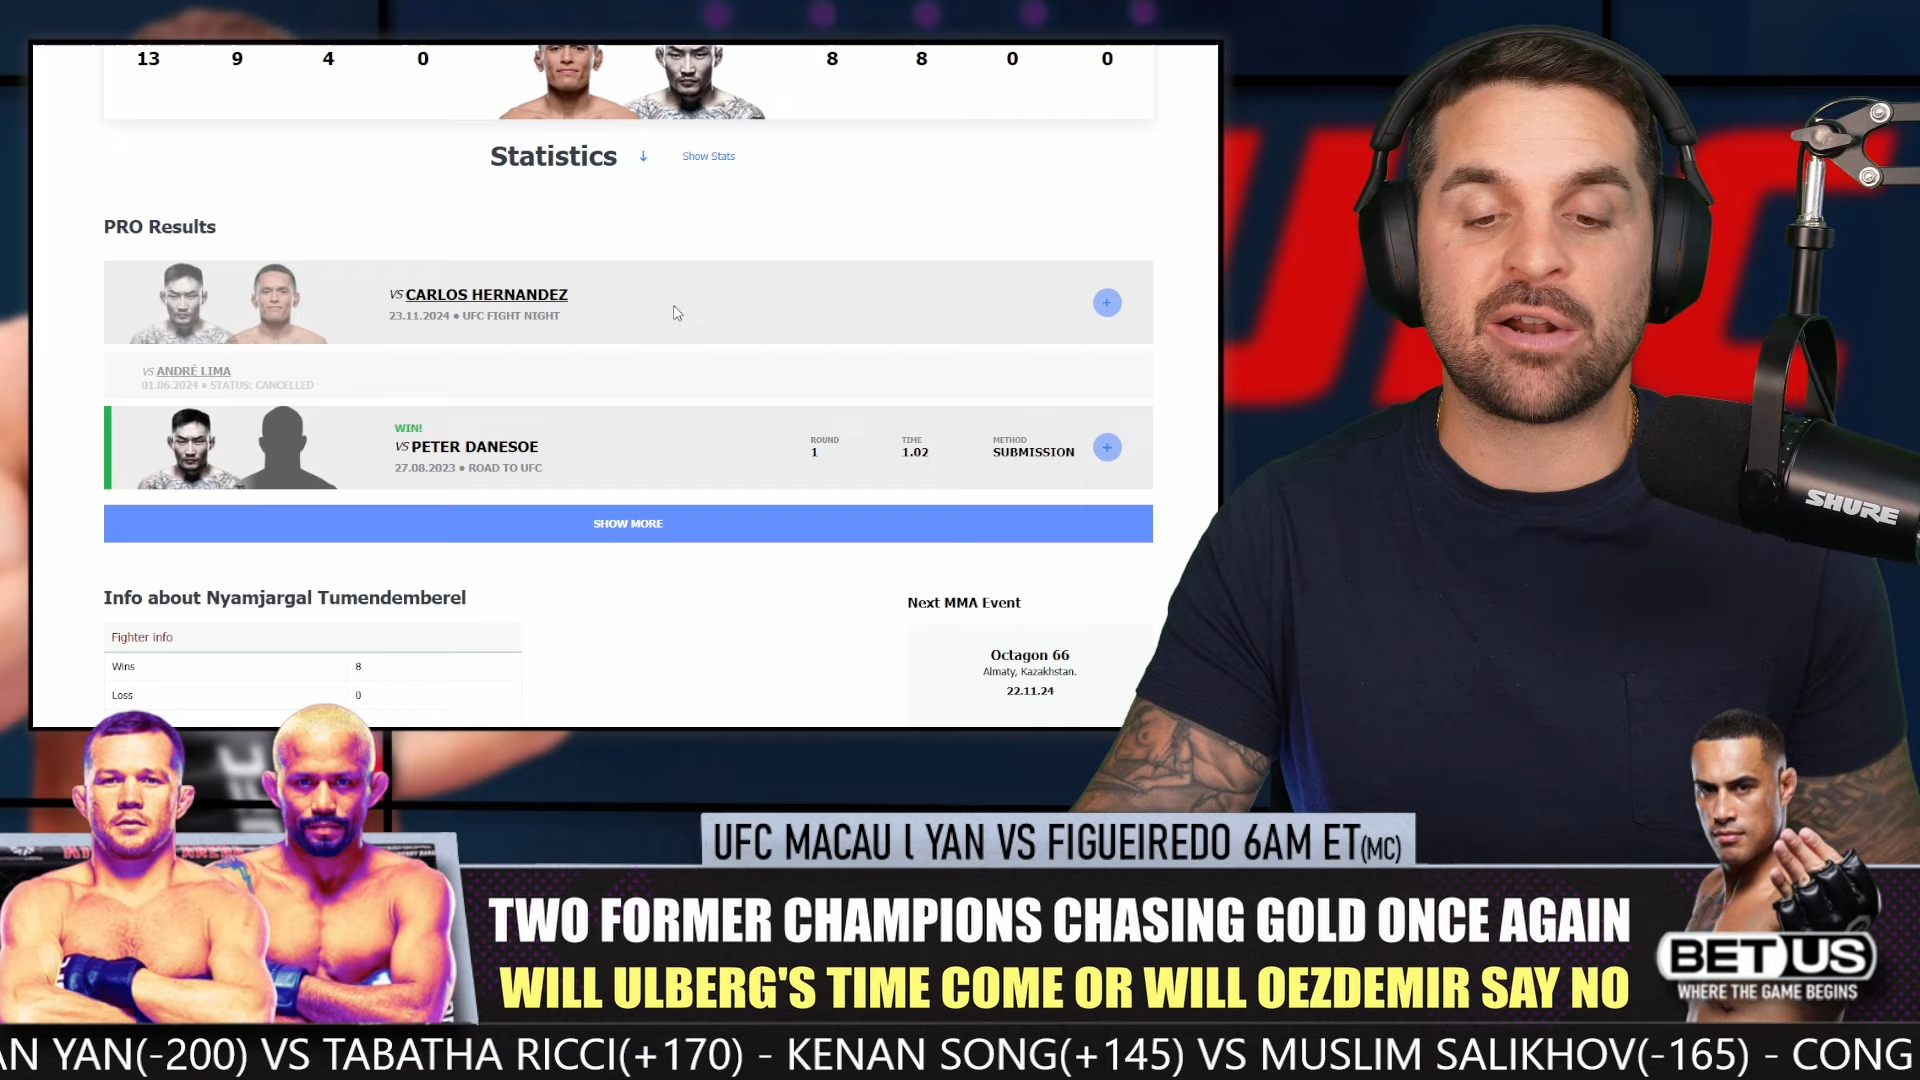 13 9 4 0 8 8 0 0
Statistics ↓ Show Stats
PRO Results
VS CARLOS HERNANDEZ
23.11.2024 ● UFC FIGHT NIGHT
+
VS ANDRÉ LIMA
01.06.2024 ● STATUS: CANCELLED
WIN!
VS PETER DANESOE
27.08.2023 ● ROAD TO UFC
ROUND TIME METHOD
1 1.02 SUBMISSION
+
SHOW MORE
Info about Nyamjargal Tumendemberel
Fighter info
Wins 8
Loss 0
Next MMA Event
Octagon 66
Almaty, Kazakhstan.
22.11.24
UFC
SHURE
UFC
UFC MACAU | YAN VS FIGUEIREDO 6AM ET(MC)
TWO FORMER CHAMPIONS CHASING GOLD ONCE AGAIN
WILL ULBERG'S TIME COME OR WILL OEZDEMIR SAY NO
BETUS
WHERE THE GAME BEGINS
AN YAN(-200) VS TABATHA RICCI(+170) - KENAN SONG(+145) VS MUSLIM SALIKHOV(-165) - CONG